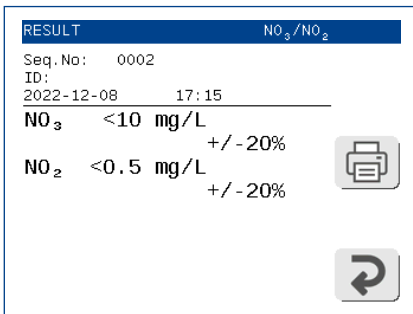 RESULT NO₃/NO₂
Seq.No: 0002
ID:
2022-12-08 17:15
NO₃ <10 mg/L
+/-20%
NO₂ <0.5 mg/L
+/-20%